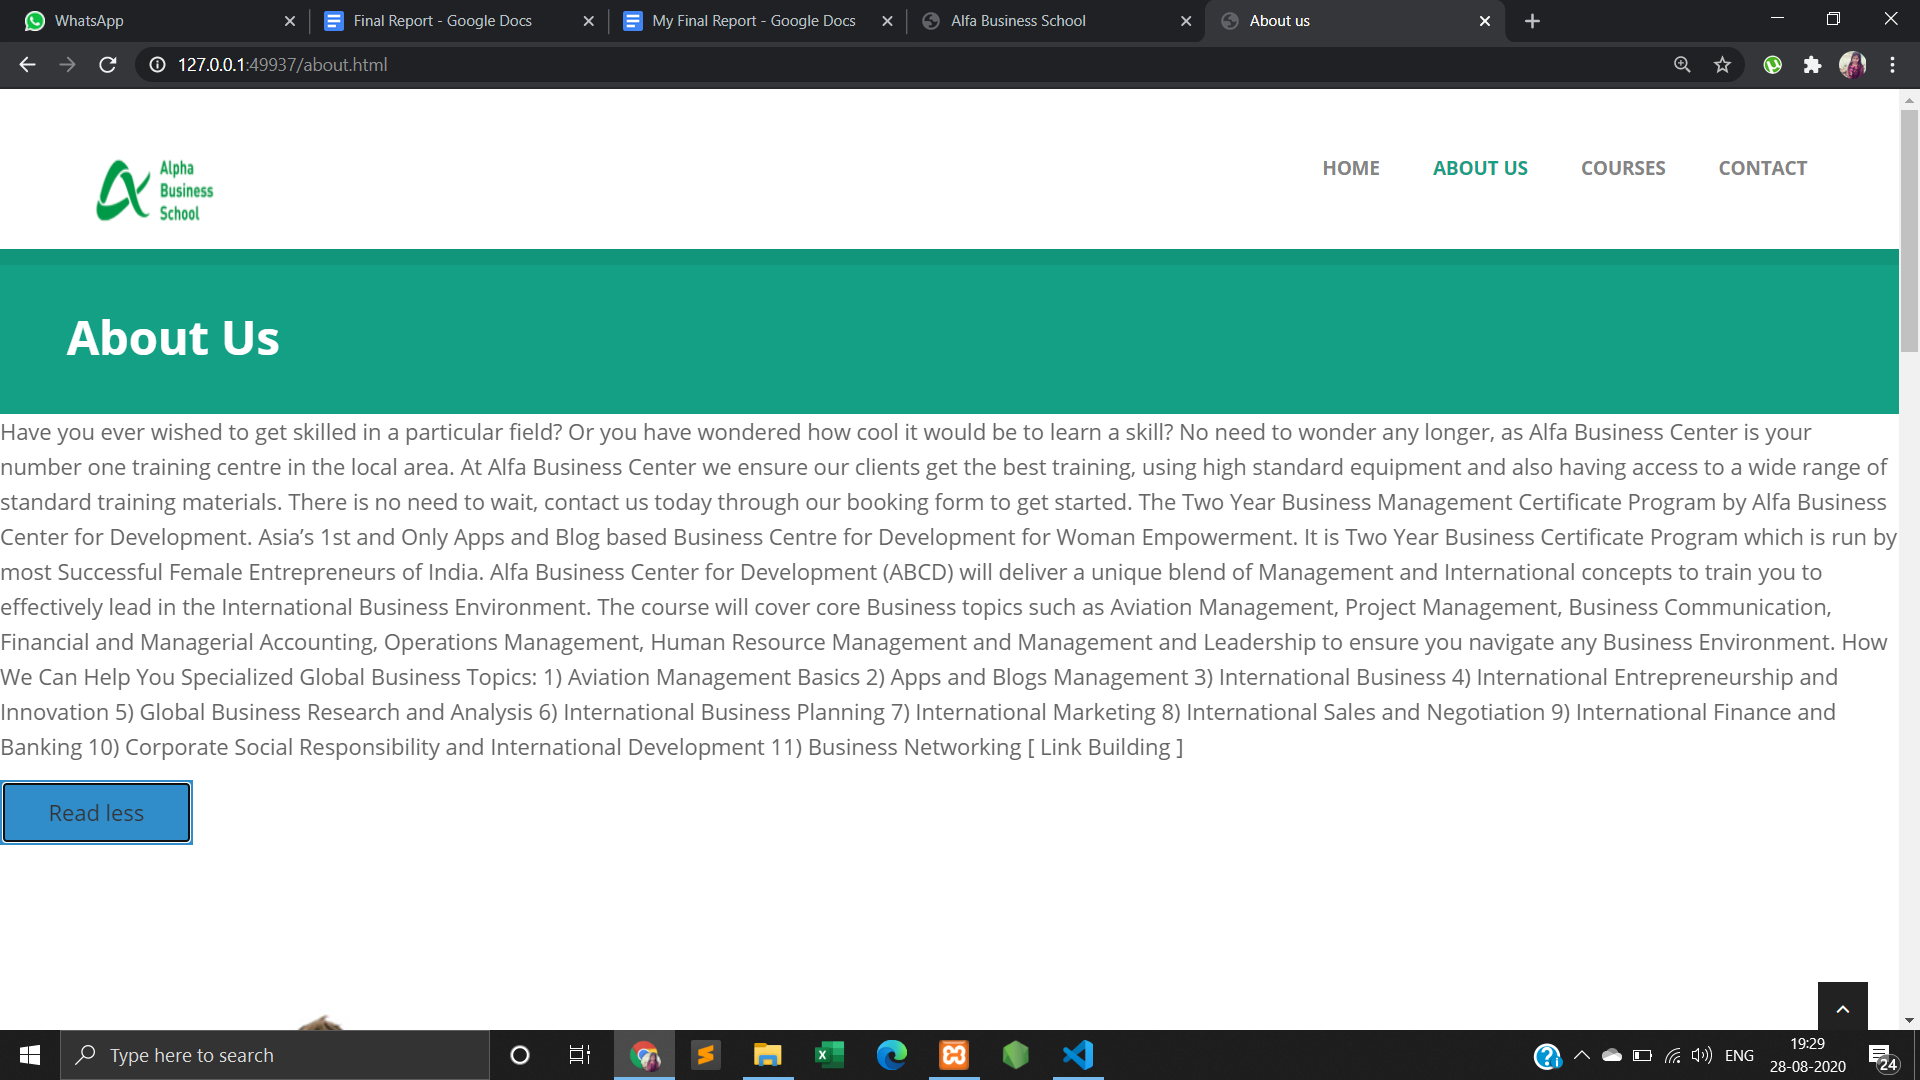 WhatsApp
Final Report - Google Docs
My Final Report - Google Docs
Alfa Business School
About us
127.0.0.1:49937/about.html
Alpha
Business
School
HOME
ABOUT US
COURSES
CONTACT
About Us
Have you ever wished to get skilled in a particular field? Or you have wondered how cool it would be to learn a skill? No need to wonder any longer, as Alfa Business Center is your
number one training centre in the local area. At Alfa Business Center we ensure our clients get the best training, using high standard equipment and also having access to a wide range of
standard training materials. There is no need to wait, contact us today through our booking form to get started. The Two Year Business Management Certificate Program by Alfa Business
Center for Development. Asia’s 1st and Only Apps and Blog based Business Centre for Development for Woman Empowerment. It is Two Year Business Certificate Program which is run by
most Successful Female Entrepreneurs of India. Alfa Business Center for Development (ABCD) will deliver a unique blend of Management and International concepts to train you to
effectively lead in the International Business Environment. The course will cover core Business topics such as Aviation Management, Project Management, Business Communication,
Financial and Managerial Accounting, Operations Management, Human Resource Management and Management and Leadership to ensure you navigate any Business Environment. How
We Can Help You Specialized Global Business Topics: 1) Aviation Management Basics 2) Apps and Blogs Management 3) International Business 4) International Entrepreneurship and
Innovation 5) Global Business Research and Analysis 6) International Business Planning 7) International Marketing 8) International Sales and Negotiation 9) International Finance and
Banking 10) Corporate Social Responsibility and International Development 11) Business Networking [ Link Building ]
Read less
Type here to search
ENG
19:29
28-08-2020
24